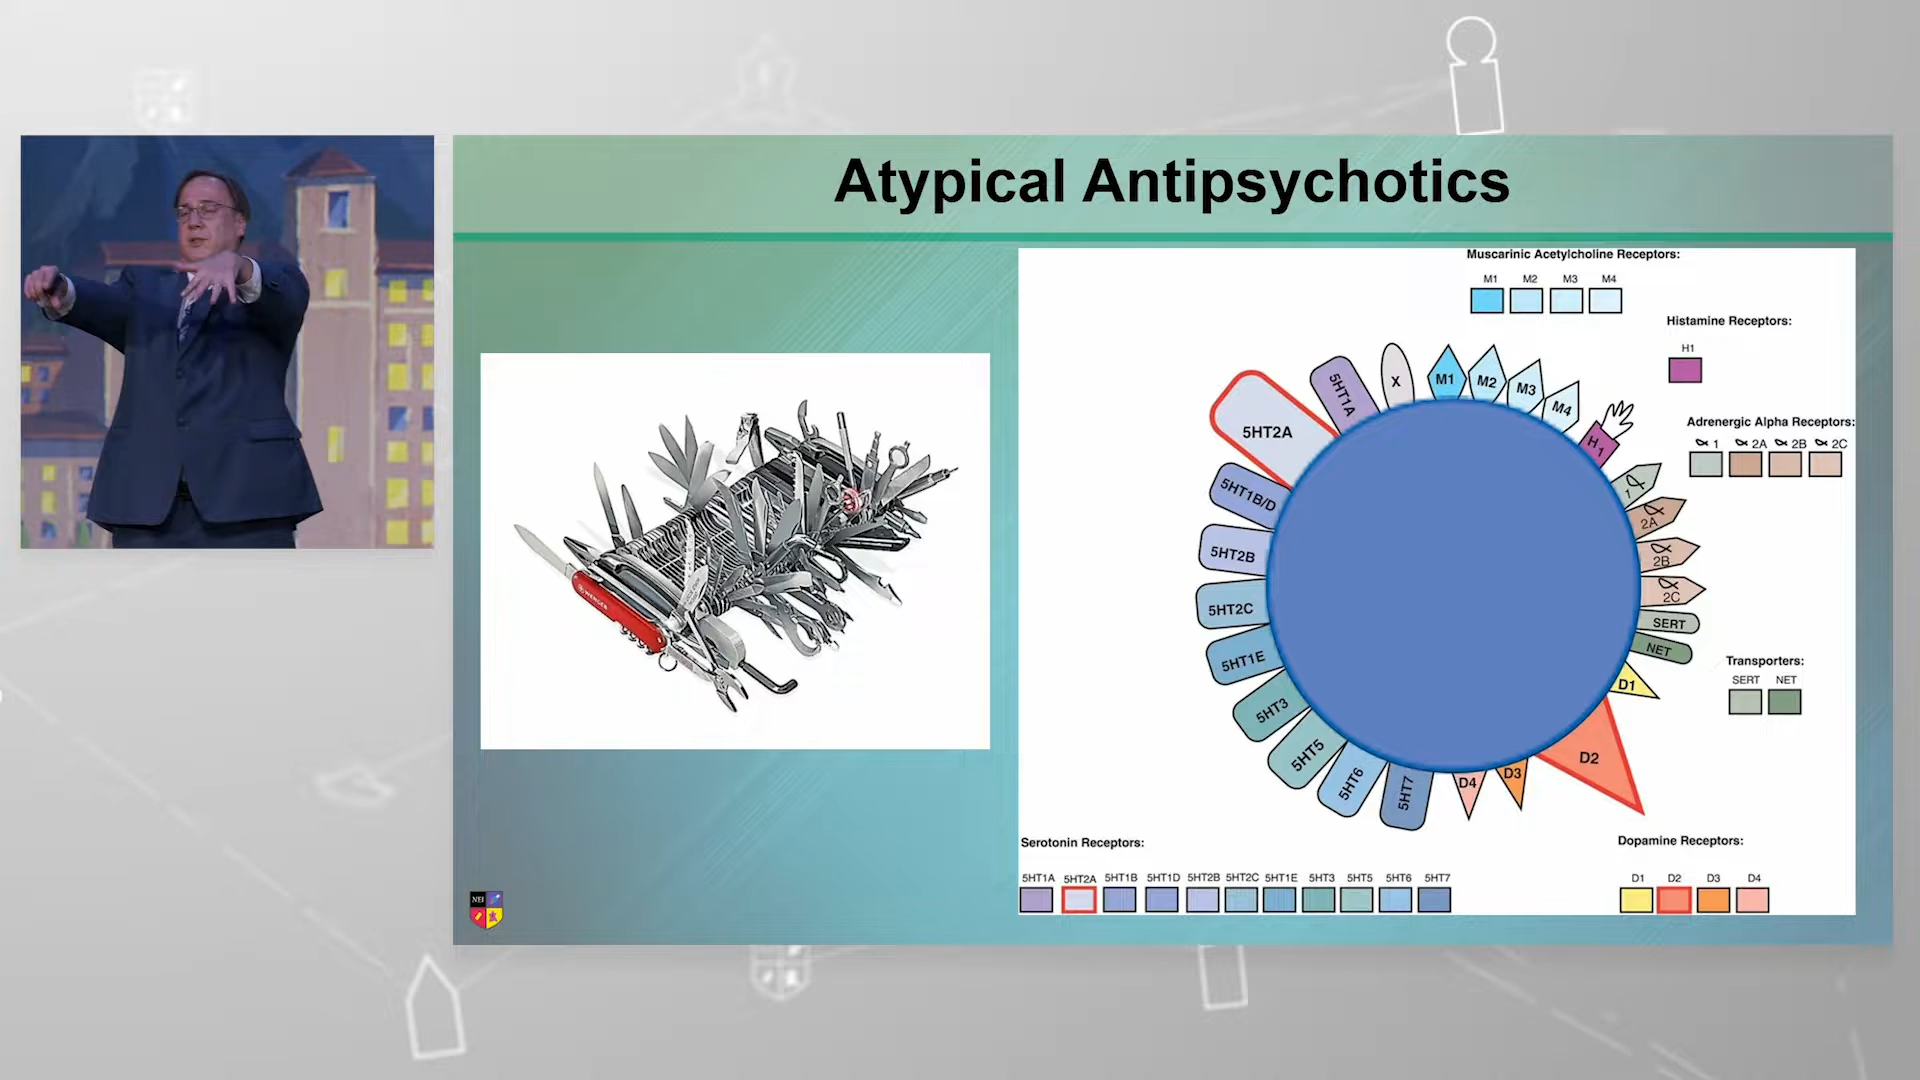 Atypical Antipsychotics
WENGER
NEI
Muscarinic Acetylcholine Receptors:
M1 M2 M3 M4
Histamine Receptors:
H1
Adrenergic Alpha Receptors:
α 1 α 2A α 2B α 2C
5HT2A
5HT1A
X
M1
M2
M3
M4
H1
α 1
α 2A
α 2B
α 2C
SERT
NET
D1
D2
D3
D4
5HT7
5HT6
5HT5
5HT3
5HT1E
5HT2C
5HT2B
5HT1B/D
Transporters:
SERT NET
Serotonin Receptors:
5HT1A 5HT2A 5HT1B 5HT1D 5HT2B 5HT2C 5HT1E 5HT3 5HT5 5HT6 5HT7
Dopamine Receptors:
D1 D2 D3 D4